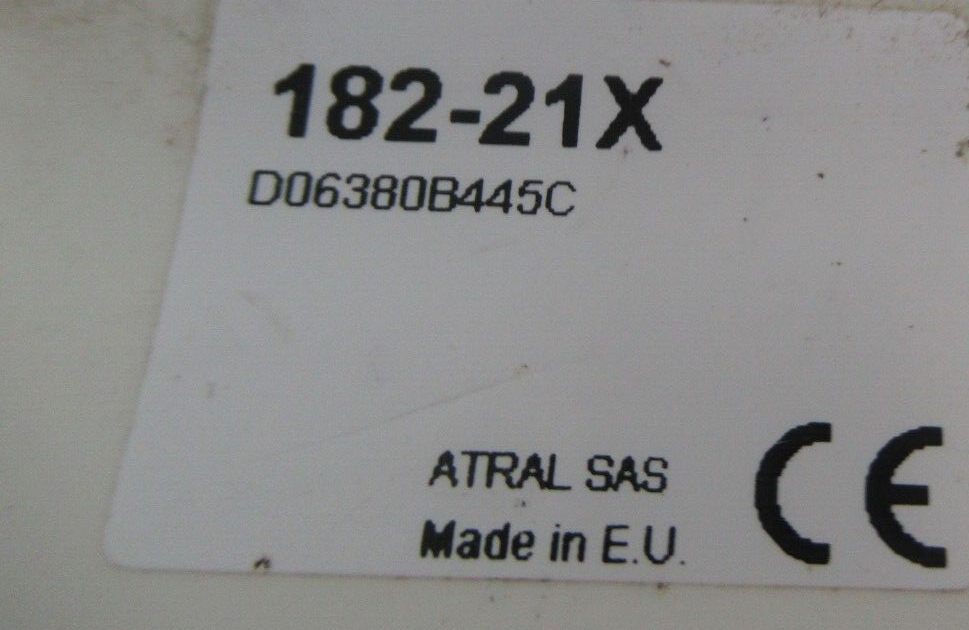 182-21X
D06380B445C
ATRAL SAS
Made in E.U.
CE